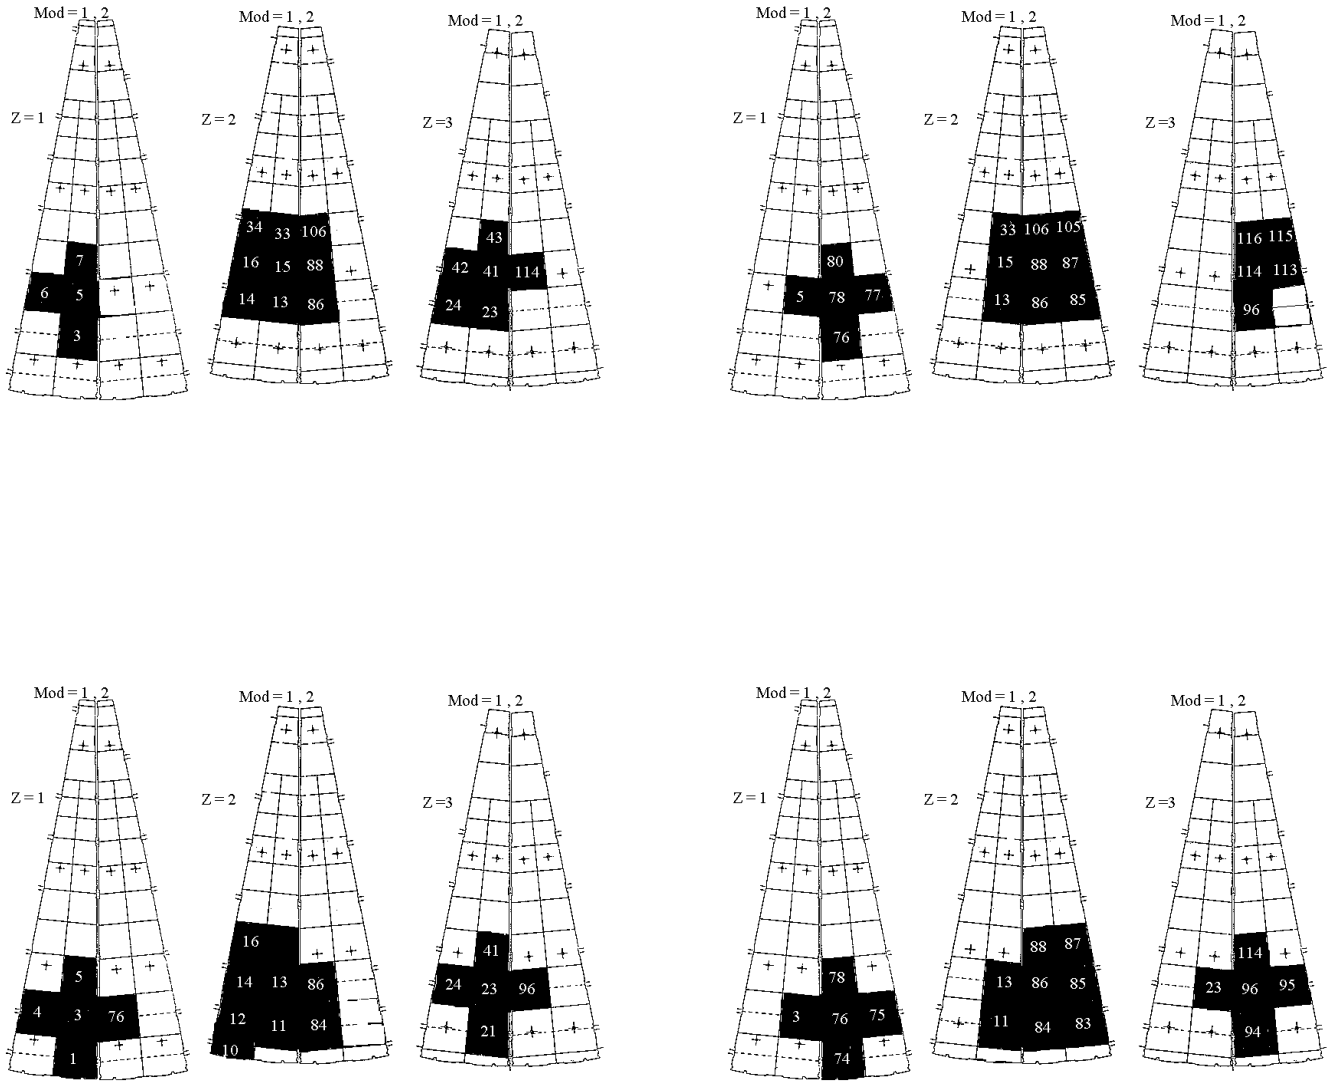 Mod = 1 , 2
Mod = 1 , 2
Mod = 1 , 2
Z = 1
Z = 2
Z =3
34 33 106
16 15 88
14 13 86
7
6 5
3
43
42 41 114
24 23
Mod = 1 , 2
Mod = 1 , 2
Mod = 1 , 2
Z = 1
Z = 2
Z =3
80
5 78 77
76
33 106 105
15 88 87
13 86 85
116 115
114 113
96
Mod = 1 , 2
Mod = 1 , 2
Mod = 1 , 2
Z = 1
Z = 2
Z =3
5
4 3 76
1
16
14 13 86
12 11 84
10
41
24 23 96
21
Mod = 1 , 2
Mod = 1 , 2
Mod = 1 , 2
Z = 1
Z = 2
Z =3
78
3 76 75
74
88 87
13 86 85
11 84 83
114
23 96 95
94